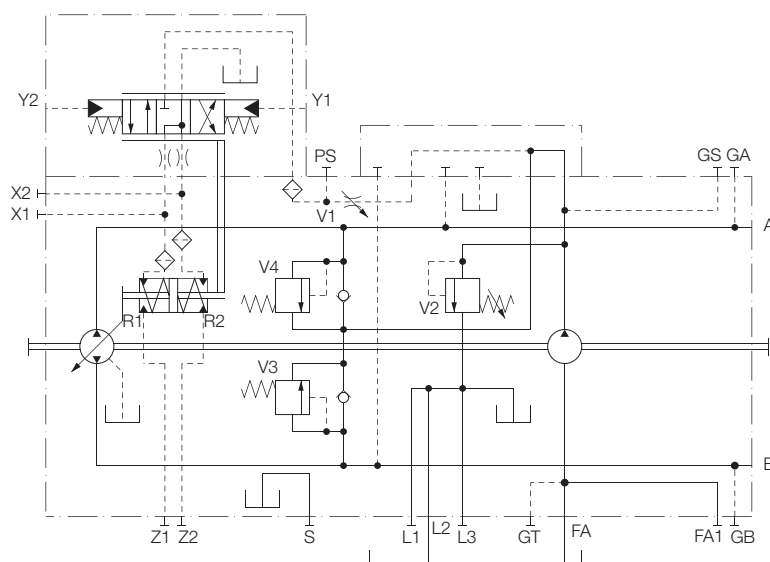 Y2 Y1
PS GS GA
X2
X1
V1
A
V4
V2
R1 R2
V3
B
Z1 Z2 S L1 L2 L3 GT FA FA1 GB